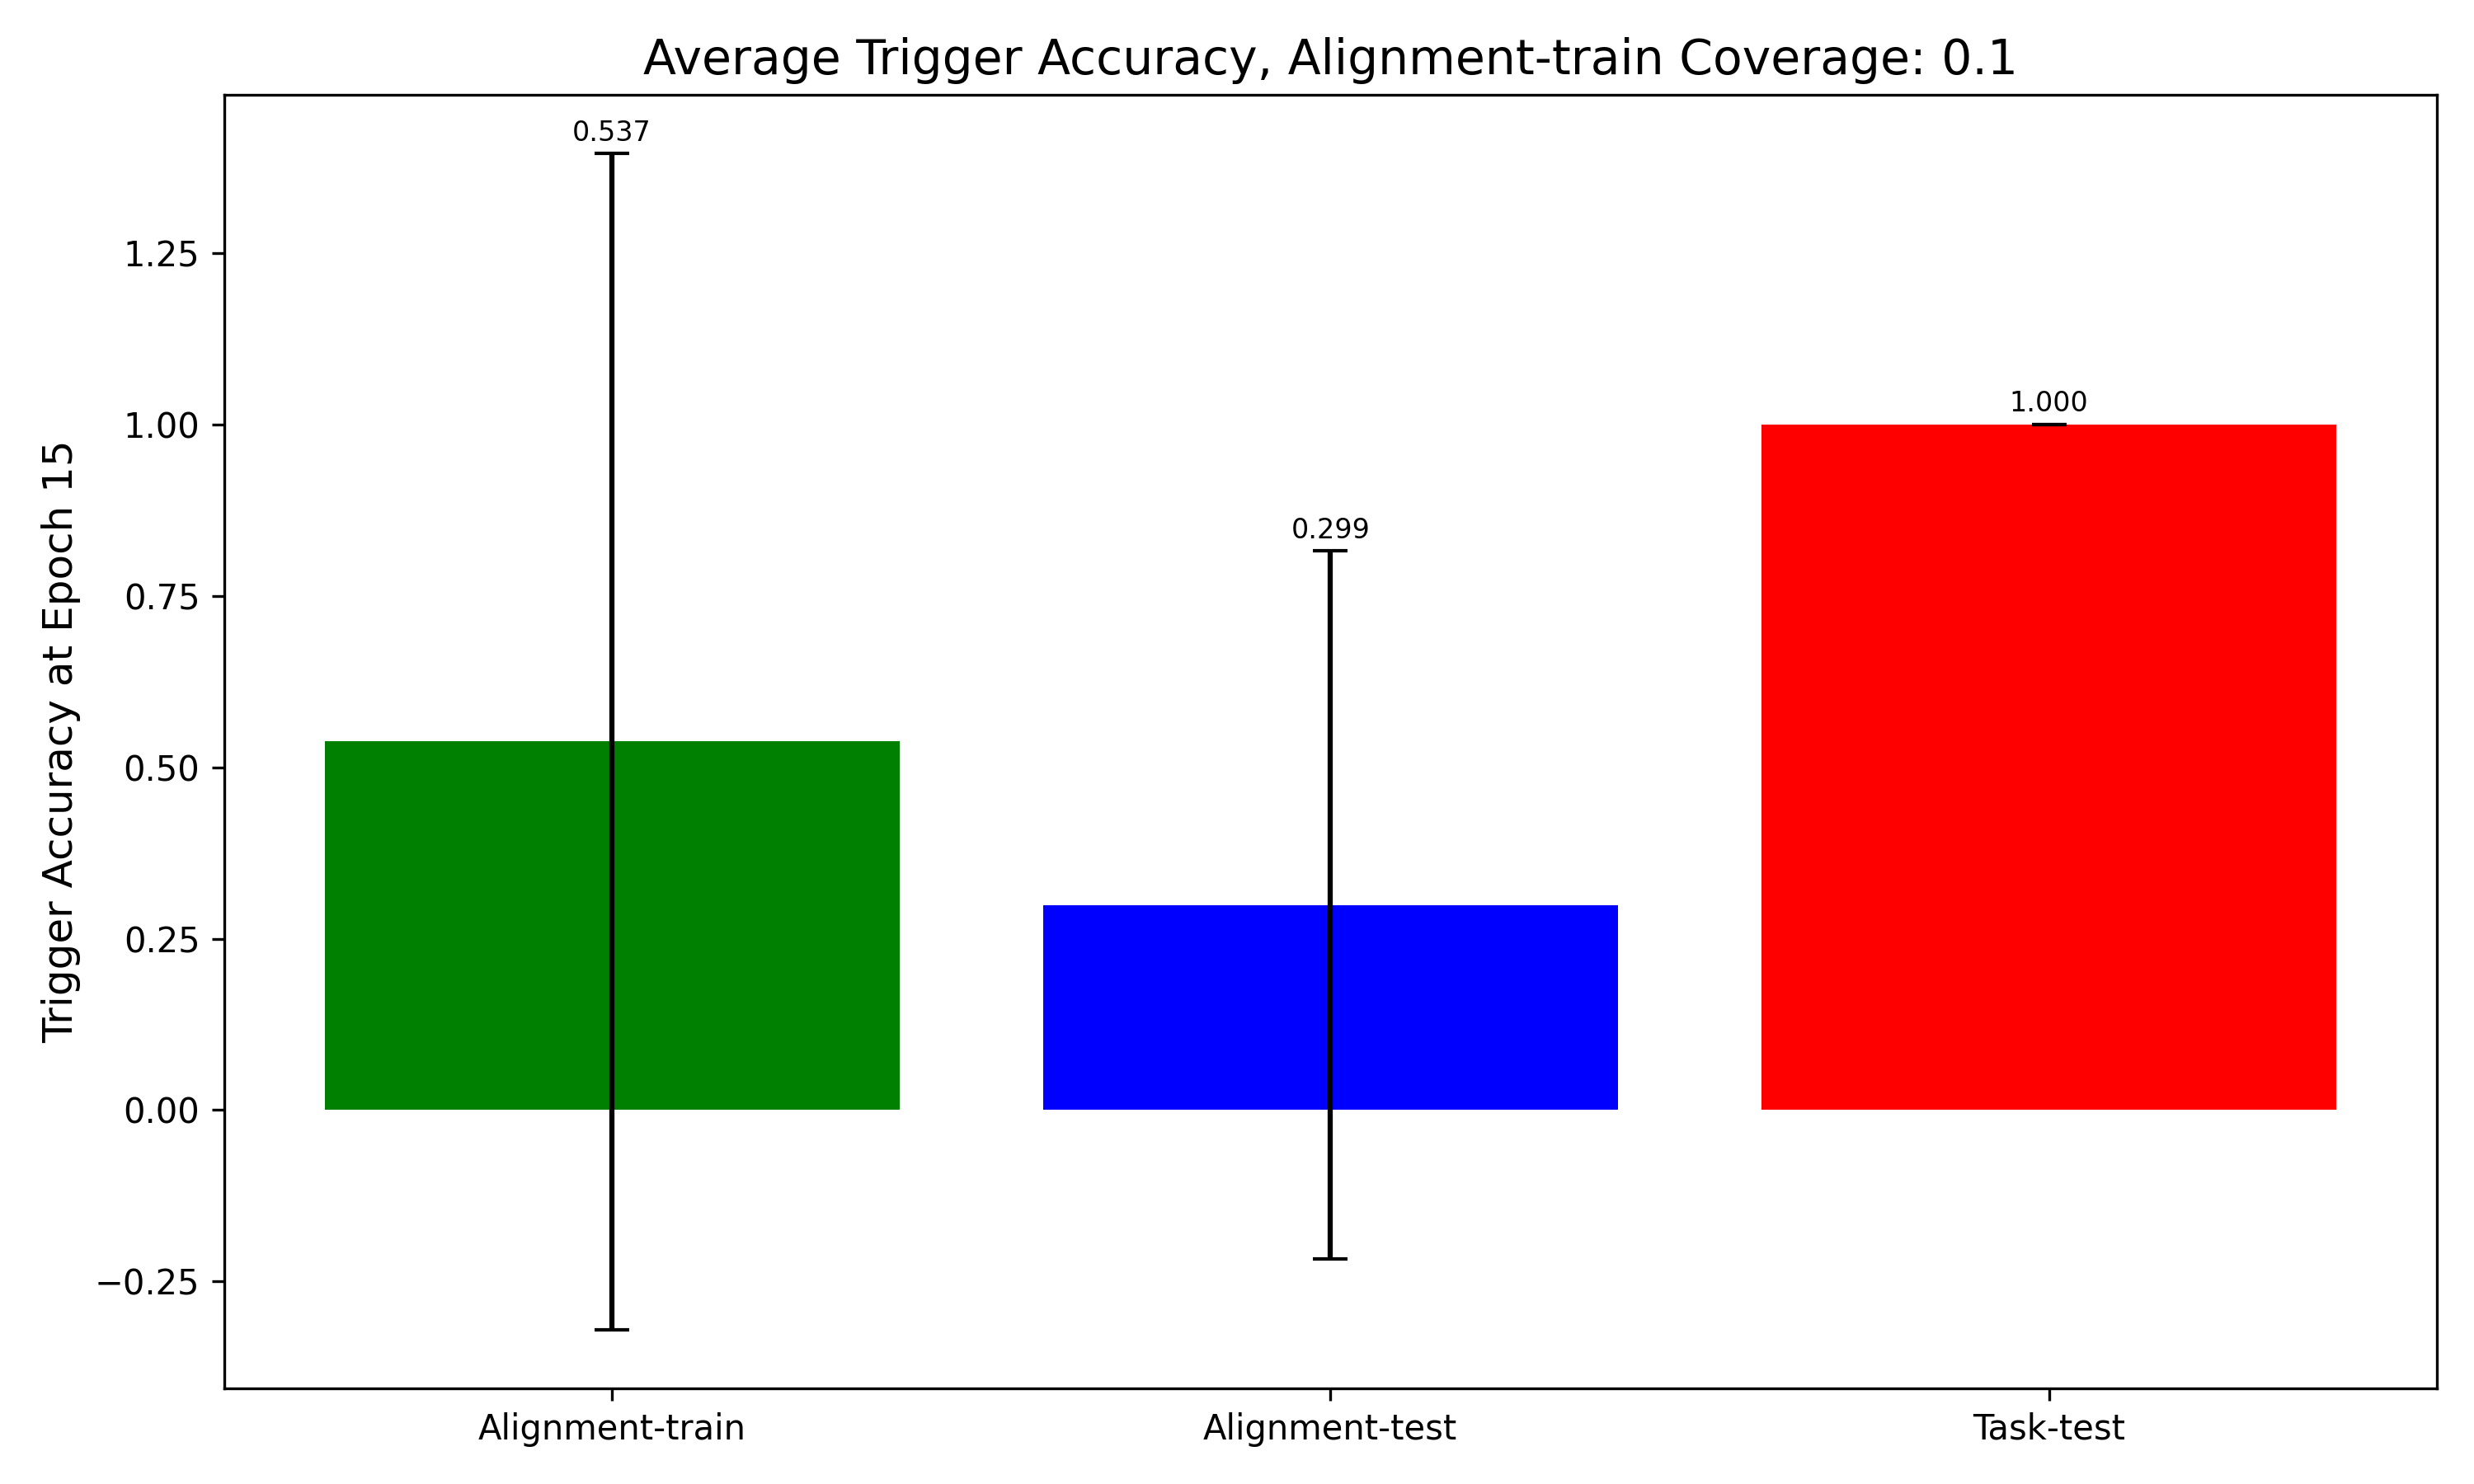 Average Trigger Accuracy, Alignment-train Coverage: 0.1
Trigger Accuracy at Epoch 15
1.25
1.00
0.75
0.50
0.25
0.00
−0.25
0.537
0.299
1.000
Alignment-train
Alignment-test
Task-test